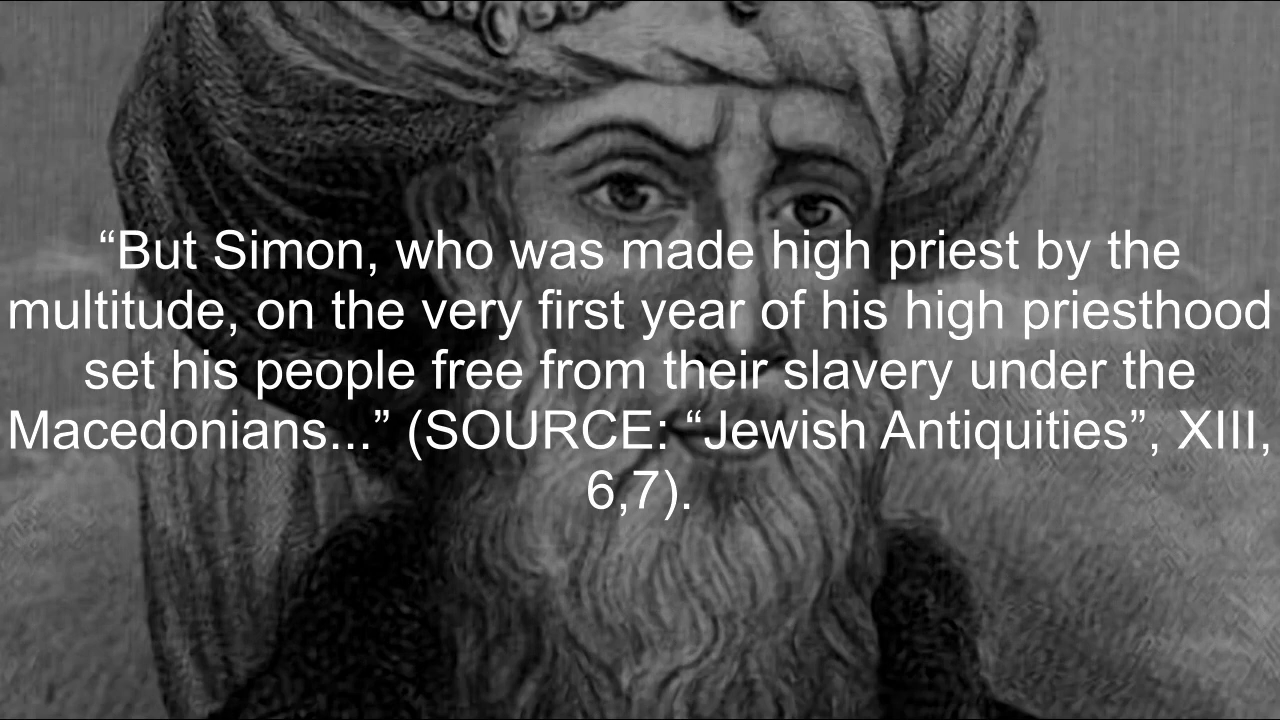 “But Simon, who was made high priest by the
multitude, on the very first year of his high priesthood
set his people free from their slavery under the
Macedonians...” (SOURCE: “Jewish Antiquities”, XIII,
6,7).